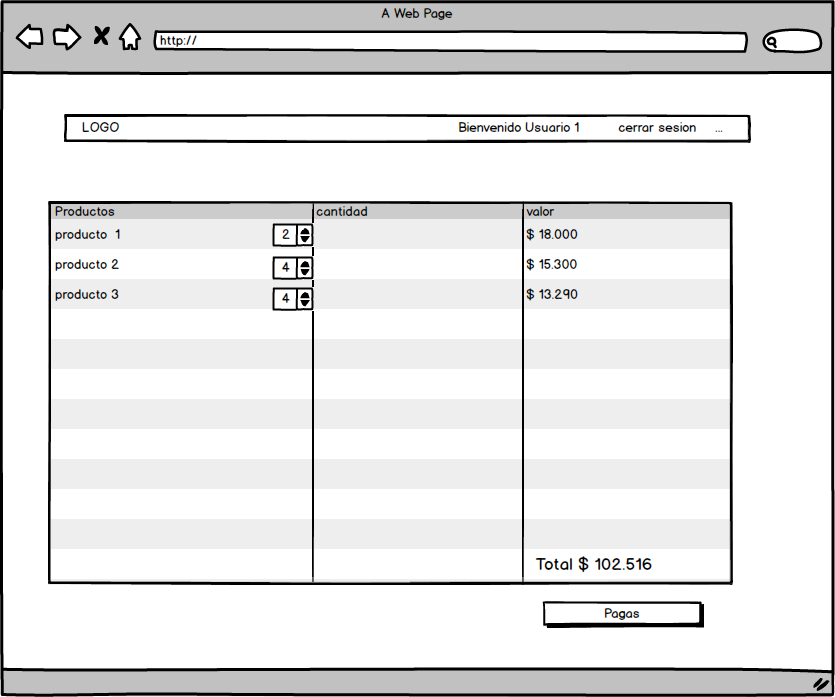 A Web Page
http://
LOGO Bienvenido Usuario 1 cerrar sesion ...
Productos cantidad valor
producto 1 2 $ 18.000
producto 2 4 $ 15.300
producto 3 4 $ 13.290
Total $ 102.516
Pagas